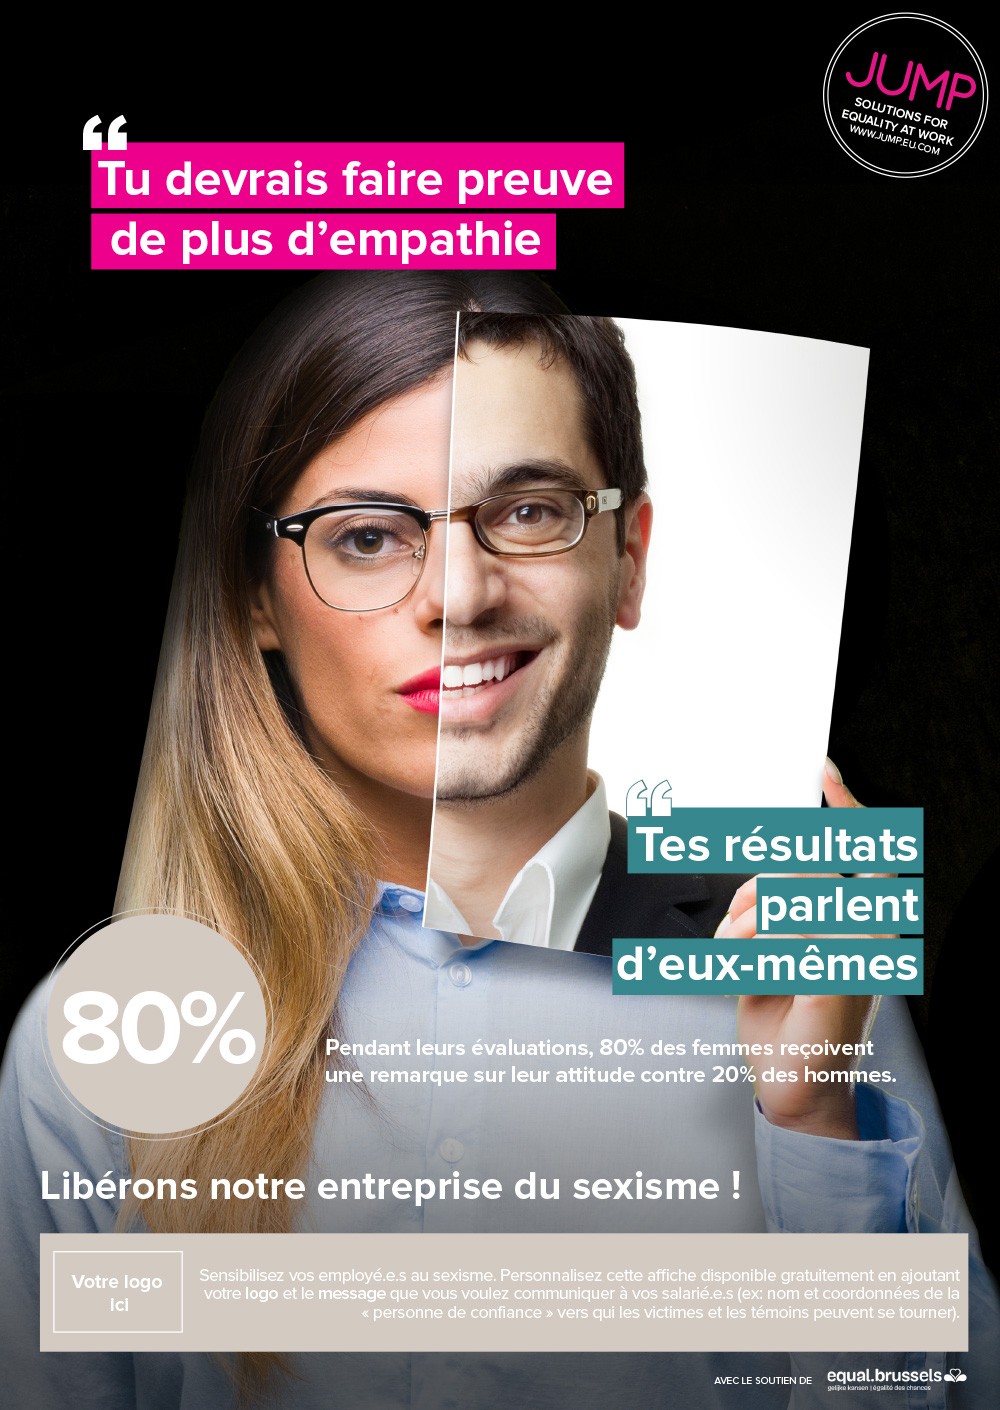 JUMP
SOLUTIONS FOR
EQUALITY AT WORK
WWW.JUMP.EU.COM
“ Tu devrais faire preuve
de plus d’empathie
“ Tes résultats
parlent
d’eux-mêmes
80%
Pendant leurs évaluations, 80% des femmes reçoivent
une remarque sur leur attitude contre 20% des hommes.
Libérons notre entreprise du sexisme !
Votre logo
ici
Sensibilisez vos employé.e.s au sexisme. Personnalisez cette affiche disponible gratuitement en ajoutant
votre logo et le message que vous voulez communiquer à vos salarié.e.s (ex: nom et coordonnées de la
« personne de confiance » vers qui les victimes et les témoins peuvent se tourner).
AVEC LE SOUTIEN DE
equal.brussels
gelijke kansen | égalité des chances